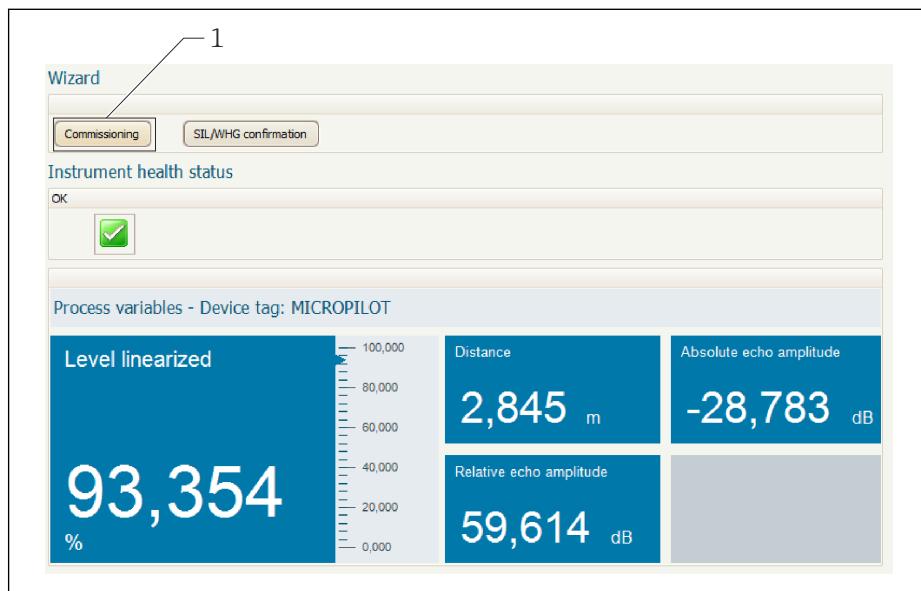 1
Wizard
Commissioning
SIL/WHG confirmation
Instrument health status
OK
Process variables - Device tag: MICROPILOT
Level linearized
93,354
%
100,000
80,000
60,000
40,000
20,000
0,000
Distance
2,845 m
Absolute echo amplitude
-28,783 dB
Relative echo amplitude
59,614 dB